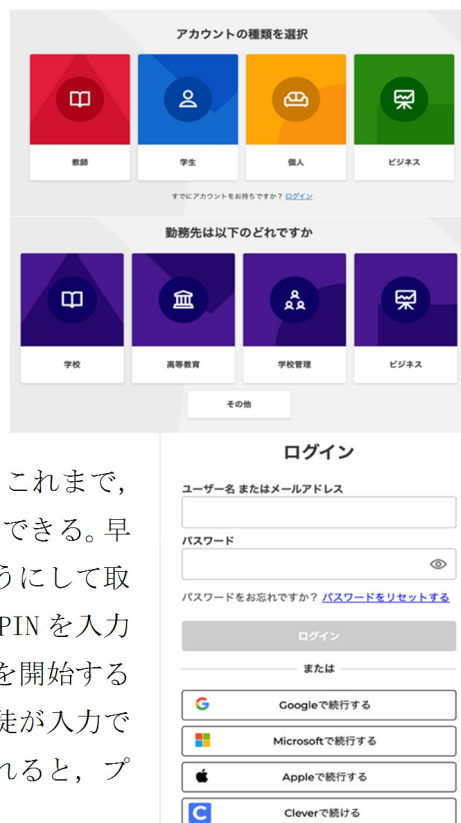 アカウントの種類を選択
教師
学生
個人
ビジネス
すでにアカウントをお持ちですか？ ログイン
勤務先は以下のどれですか
学校
高等教育
学校管理
ビジネス
その他
これまで，
できる。早
うにして取
PIN を入力
を開始する
徒が入力で
れると，プ
ログイン
ユーザー名 またはメールアドレス
パスワード
パスワードをお忘れですか？ パスワードをリセットする
ログイン
または
Googleで続行する
Microsoftで続行する
Appleで続行する
Cleverで続ける